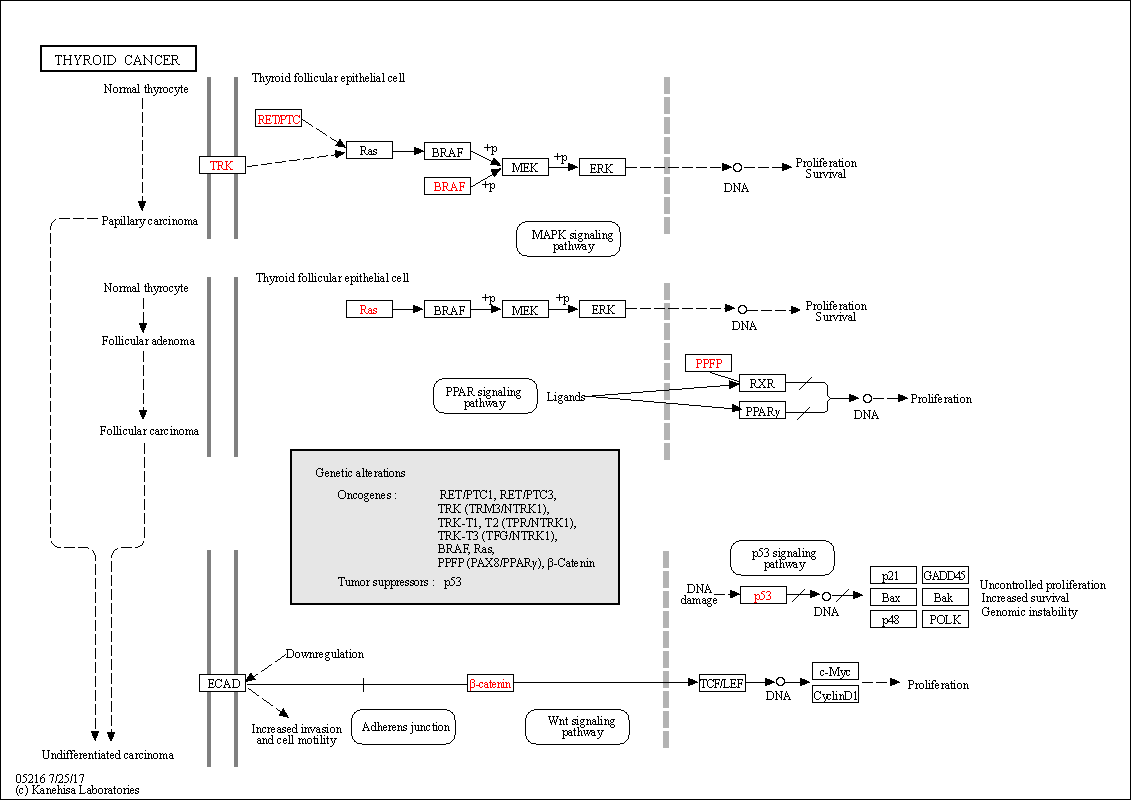 THYROID CANCER
Normal thyrocyte
Thyroid follicular epithelial cell
RET/PTC
TRK
Ras
BRAF
+p
BRAF
+p
MEK
+p
ERK
DNA
Proliferation
Survival
Papillary carcinoma
MAPK signaling
pathway
Normal thyrocyte
Thyroid follicular epithelial cell
Ras
BRAF
+p
MEK
+p
ERK
DNA
Proliferation
Survival
Follicular adenoma
PPFP
PPAR signaling
pathway
Ligands
RXR
PPARγ
DNA
Proliferation
Follicular carcinoma
Genetic alterations
Oncogenes : RET/PTC1, RET/PTC3,
TRK (TRM3/NTRK1),
TRK-T1, T2 (TPR/NTRK1),
TRK-T3 (TFG/NTRK1),
BRAF, Ras,
PPFP (PAX8/PPARγ), β-Catenin
Tumor suppressors : p53
p53 signaling
pathway
DNA
damage
p53
DNA
p21 GADD45
Bax Bak
p48 POLK
Uncontrolled proliferation
Increased survival
Genomic instability
Downregulation
ECAD
β-catenin
TCF/LEF
DNA
c-Myc
CyclinD1
Proliferation
Increased invasion
and cell motility
Adherens junction
Wnt signaling
pathway
Undifferentiated carcinoma
05216 7/25/17
(c) Kanehisa Laboratories